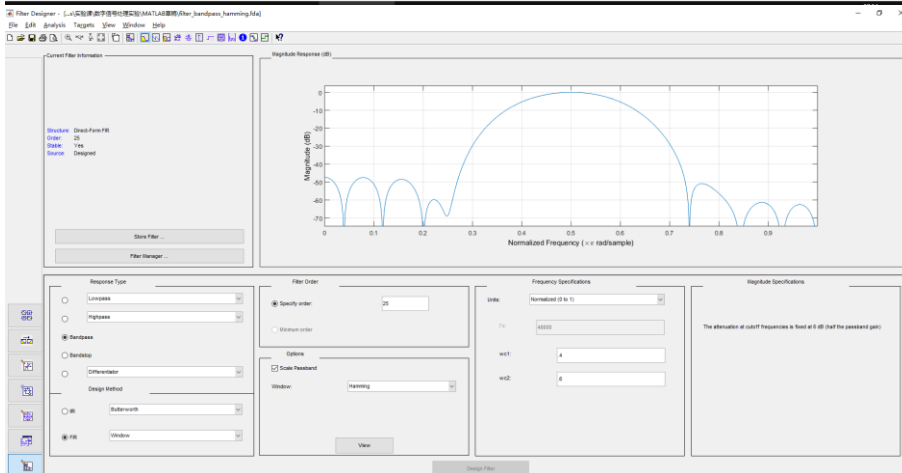 Filter Designer - [...s\实验课\数字信号处理实验\MATLAB草稿\filter_bandpass_hamming.fda]
File Edit Analysis Targets View Window Help
Current Filter Information
Magnitude Response (dB)
Structure: Direct-Form FIR
Order: 25
Stable: Yes
Source: Designed
Store Filter ...
Filter Manager ...
Magnitude (dB)
0
-10
-20
-30
-40
-50
-60
-70
0 0.1 0.2 0.3 0.4 0.5 0.6 0.7 0.8 0.9
Normalized Frequency (×π rad/sample)
Response Type
Lowpass
Highpass
Bandpass
Bandstop
Differentiator
Design Method
IIR Butterworth
FIR Window
Filter Order
Specify order: 25
Minimum order
Options
Scale Passband
Window: Hamming
View
Frequency Specifications
Units: Normalized (0 to 1)
Fs: 48000
wc1: .4
wc2: .6
Magnitude Specifications
The attenuation at cutoff frequencies is fixed at 6 dB (half the passband gain)
Design Filter